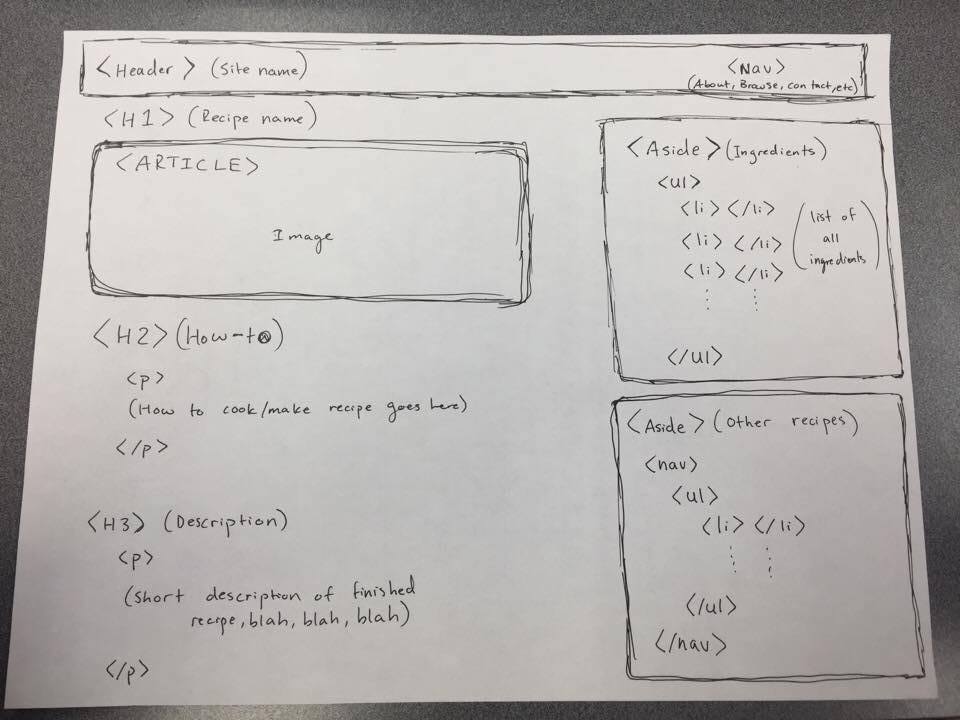 <Header> (Site name)
<Nav>
(About, Browse, contact, etc)
<H1> (Recipe name)
<ARTICLE>
Image
<H2> (How-to)
<p>
(How to cook/make recipe goes here)
</p>
<H3> (Description)
<p>
(Short description of finished
recipe, blah, blah, blah)
</p>
<Aside> (Ingredients)
<ul>
<li> </li>
<li> </li>
<li> </li>
(list of
all
ingredients)
</ul>
<Aside> (Other recipes)
<nav>
<ul>
<li> </li>
</ul>
</nav>